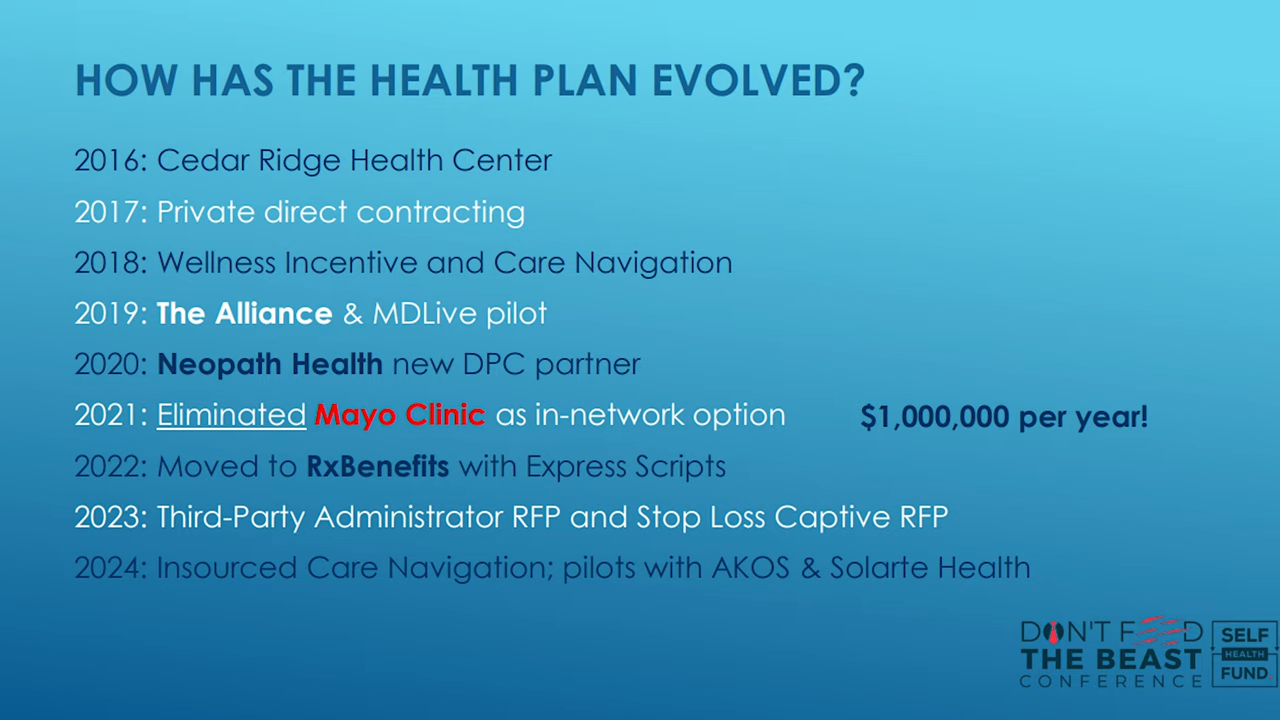 HOW HAS THE HEALTH PLAN EVOLVED?
2016: Cedar Ridge Health Center
2017: Private direct contracting
2018: Wellness Incentive and Care Navigation
2019: The Alliance & MDLive pilot
2020: Neopath Health new DPC partner
2021: Eliminated Mayo Clinic as in-network option $1,000,000 per year!
2022: Moved to RxBenefits with Express Scripts
2023: Third-Party Administrator RFP and Stop Loss Captive RFP
2024: Insourced Care Navigation; pilots with AKOS & Solarte Health
DON'T FEED
THE BEAST
CONFERENCE
SELF
HEALTH
FUND